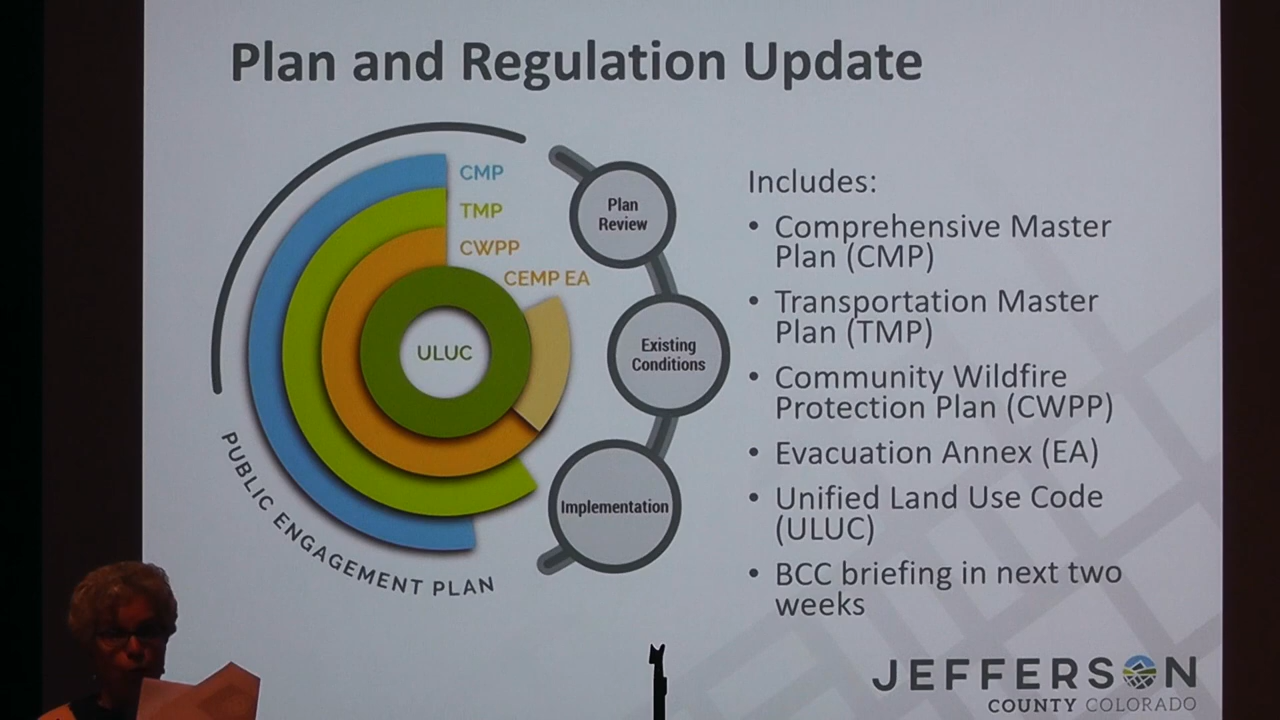 Plan and Regulation Update
CMP
TMP
CWPP
CEMP EA
ULUC
PUBLIC ENGAGEMENT PLAN
Plan
Review
Existing
Conditions
Implementation
Includes:
• Comprehensive Master
Plan (CMP)
• Transportation Master
Plan (TMP)
• Community Wildfire
Protection Plan (CWPP)
• Evacuation Annex (EA)
• Unified Land Use Code
(ULUC)
• BCC briefing in next two
weeks
JEFFERSON
COUNTY COLORADO